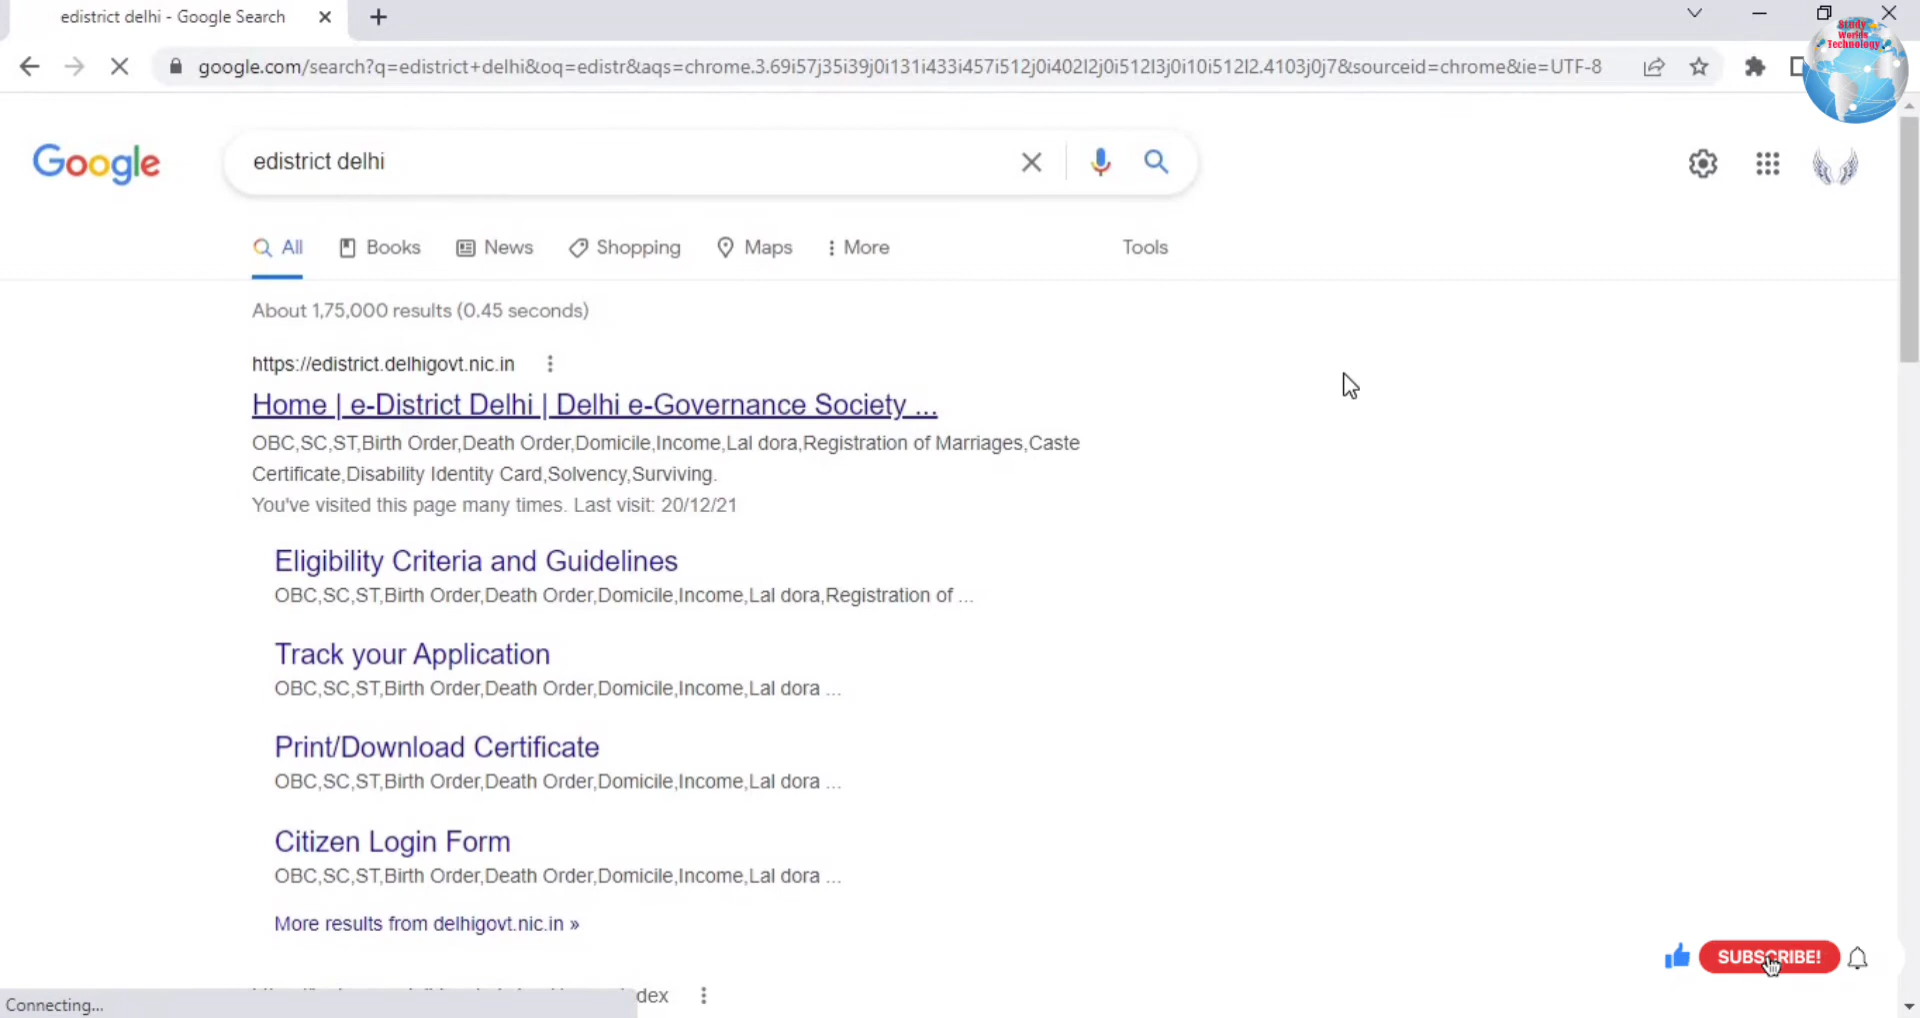 edistrict delhi - Google Search
google.com/search?q=edistrict+delhi&oq=edistr&aqs=chrome.3.69i57j35i39j0i131i433i457i512j0i402l2j0i512l3j0i10i512l2.4103j0j7&sourceid=chrome&ie=UTF-8
Study
Worlds
Technology
Google
edistrict delhi
All Books News Shopping Maps More Tools
About 1,75,000 results (0.45 seconds)
https://edistrict.delhigovt.nic.in
Home | e-District Delhi | Delhi e-Governance Society ...
OBC,SC,ST,Birth Order,Death Order,Domicile,Income,Lal dora,Registration of Marriages,Caste
Certificate,Disability Identity Card,Solvency,Surviving.
You've visited this page many times. Last visit: 20/12/21
Eligibility Criteria and Guidelines
OBC,SC,ST,Birth Order,Death Order,Domicile,Income,Lal dora,Registration of ...
Track your Application
OBC,SC,ST,Birth Order,Death Order,Domicile,Income,Lal dora ...
Print/Download Certificate
OBC,SC,ST,Birth Order,Death Order,Domicile,Income,Lal dora ...
Citizen Login Form
OBC,SC,ST,Birth Order,Death Order,Domicile,Income,Lal dora ...
More results from delhigovt.nic.in »
SUBSCRIBE!
dex
Connecting...